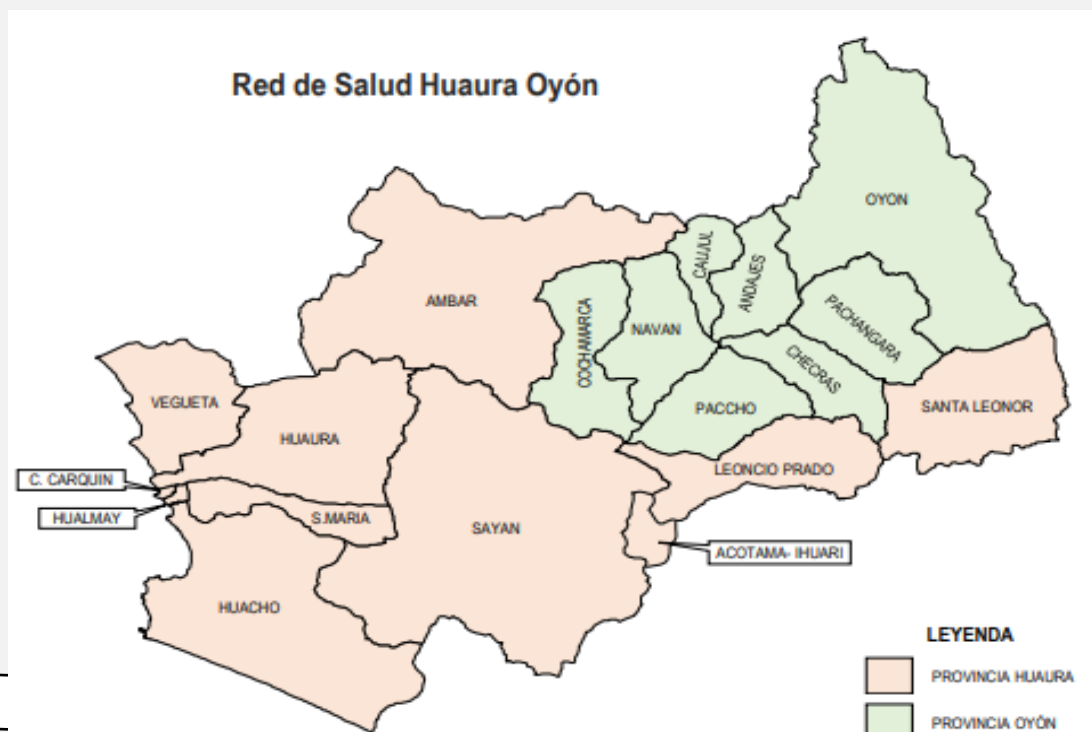 Red de Salud Huaura Oyón
OYON
CAUJUL
ANDAJES
AMBAR
COCHAMARCA
NAVAN
PACHANGARA
CHECRAS
VEGUETA
PACCHO
SANTA LEONOR
HUAURA
LEONCIO PRADO
C. CARQUIN
HUALMAY
S.MARIA
SAYAN
ACOTAMA- IHUARI
HUACHO
LEYENDA
PROVINCIA HUAURA
PROVINCIA OYÓN